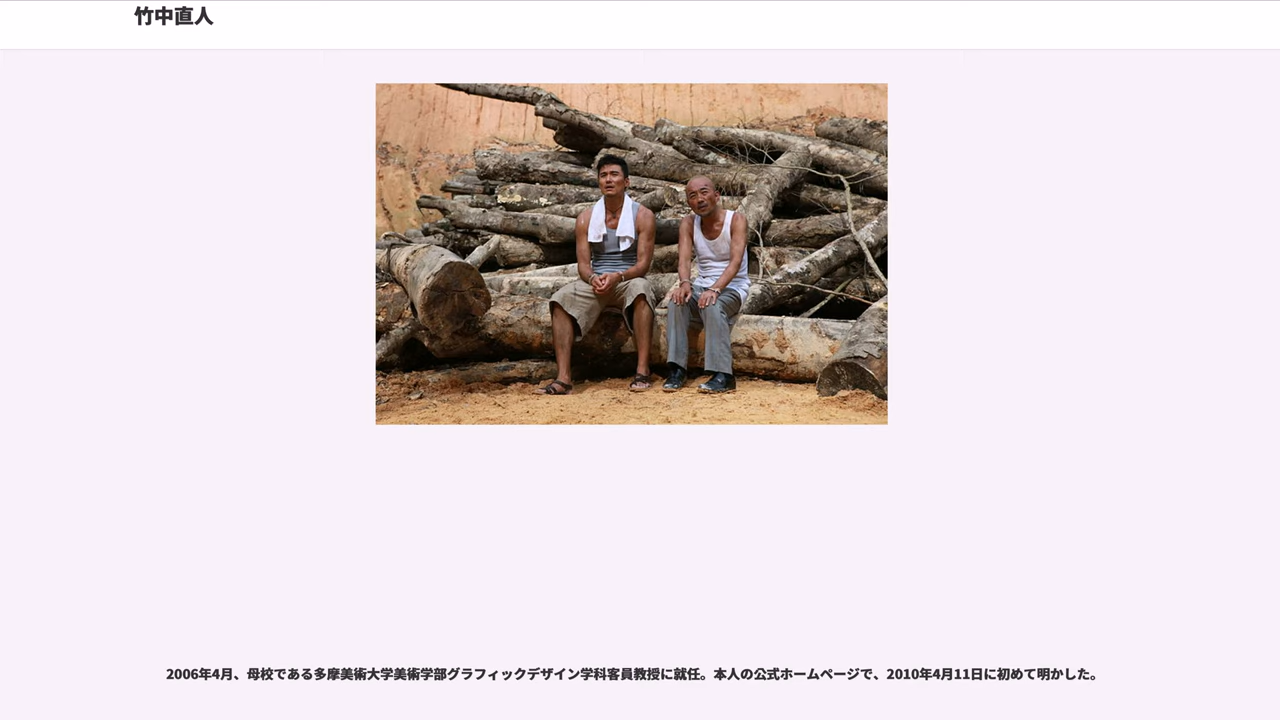 竹中直人
2006年4月、母校である多摩美術大学美術学部グラフィックデザイン学科客員教授に就任。本人の公式ホームページで、2010年4月11日に初めて明かした。